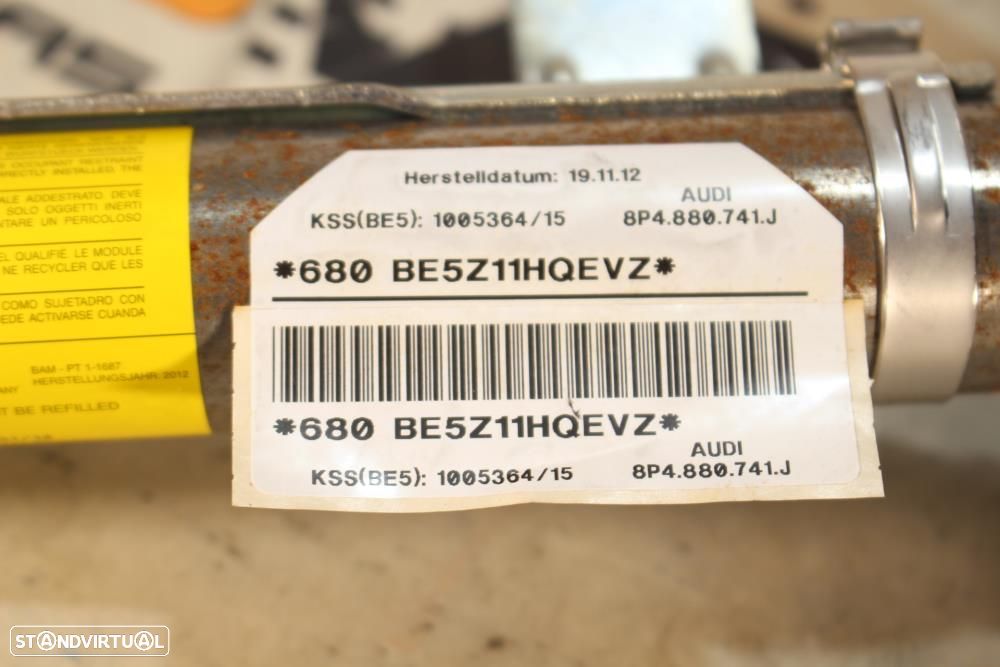 OCCUPANT RESTRAINT
RECTLY INSTALLED, THE
ALE ADDESTRATO DEVE
SOLO OGGETTI INERTI
NTARE UN PERICOLOSO
EL QUALIFIÉ. LE MODULE
NE RECYCLER QUE LES
COMO SUJETADRO CON
EDE ACTIVARSE CUANDA
BAM - PT 1-1687
ANY HERSTELLUNGSJAHR: 2012
T BE REFILLED
Herstelldatum: 19.11.12
AUDI
KSS(BE5): 1005364/15 8P4.880.741.J
*680 BE5Z11HQEVZ*
*680 BE5Z11HQEVZ*
AUDI
KSS(BE5): 1005364/15 8P4.880.741.J
STANDVIRTUAL